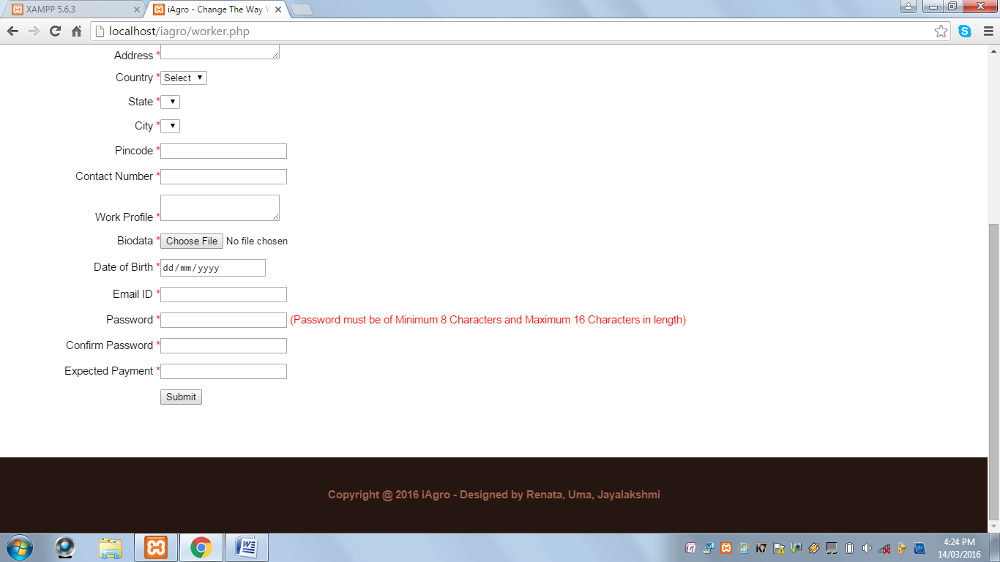 XAMPP 5.6.3
iAgro - Change The Way Y
localhost/iagro/worker.php
Address *
Country * Select
State *
City *
Pincode *
Contact Number *
Work Profile *
Biodata * Choose File No file chosen
Date of Birth * dd/mm/yyyy
Email ID *
Password * (Password must be of Minimum 8 Characters and Maximum 16 Characters in length)
Confirm Password *
Expected Payment *
Submit
Copyright @ 2016 iAgro - Designed by Renata, Uma, Jayalakshmi
4:24 PM
14/03/2016